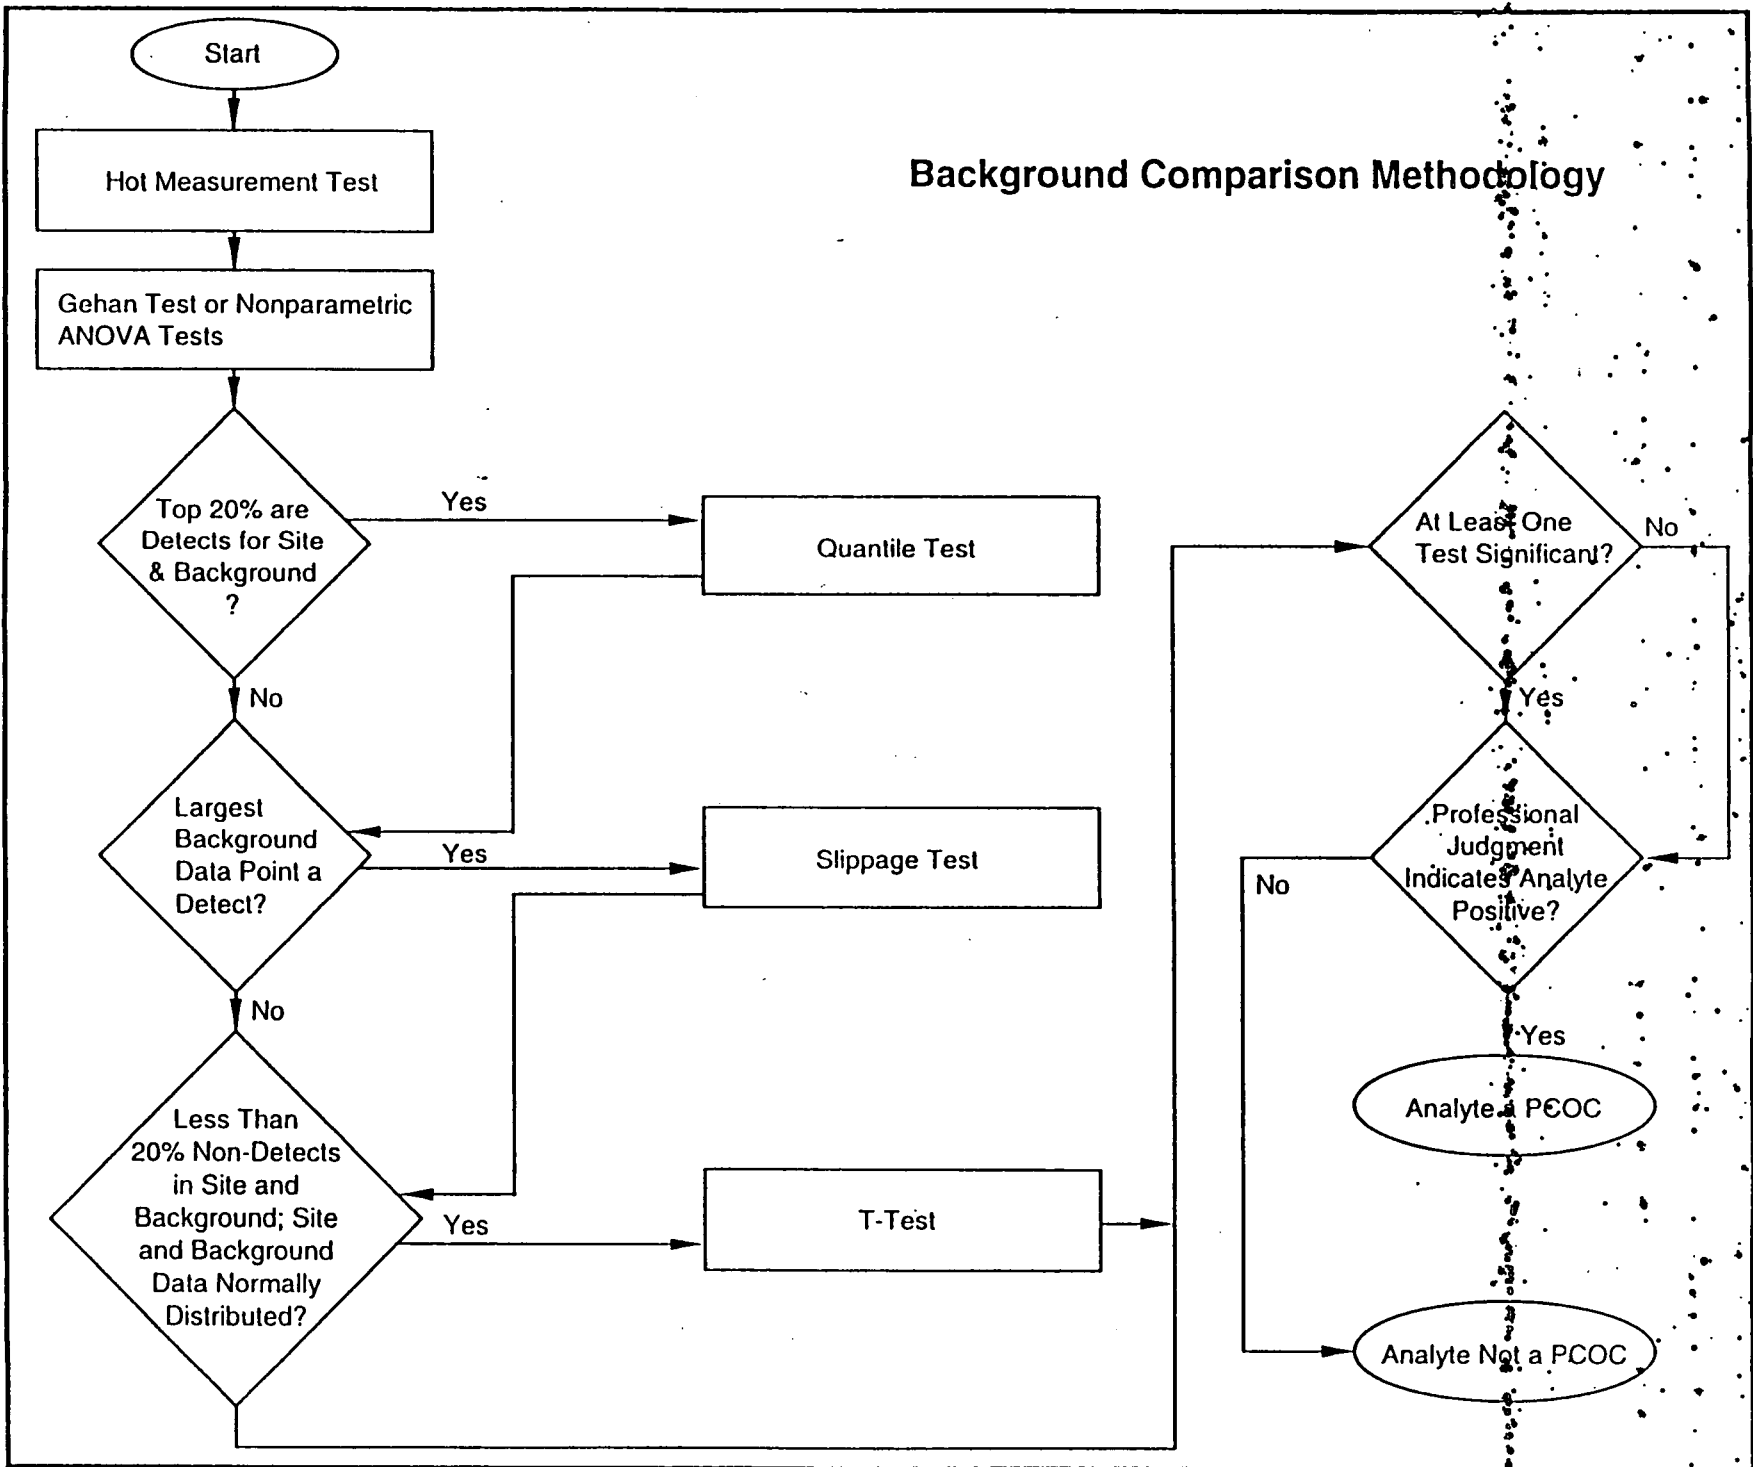 Start
Hot Measurement Test
Background Comparison Methodology
Gehan Test or Nonparametric
ANOVA Tests
Top 20% are
Detects for Site
& Background
?
Yes
Quantile Test
No
Largest
Background
Data Point a
Detect?
Yes
Slippage Test
No
Less Than
20% Non-Detects
in Site and
Background; Site
and Background
Data Normally
Distributed?
Yes
T-Test
At Least One
Test Significant?
No
Yes
Professional
Judgment
Indicates Analyte
Positive?
No
Yes
Analyte a PCOC
Analyte Not a PCOC